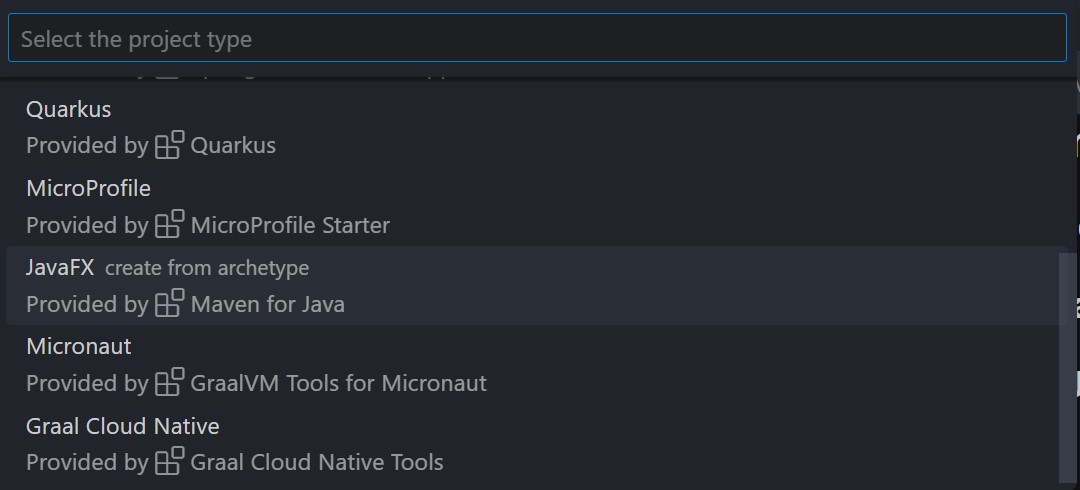 Select the project type
Quarkus
Provided by Quarkus
MicroProfile
Provided by MicroProfile Starter
JavaFX create from archetype
Provided by Maven for Java
Micronaut
Provided by GraalVM Tools for Micronaut
Graal Cloud Native
Provided by Graal Cloud Native Tools